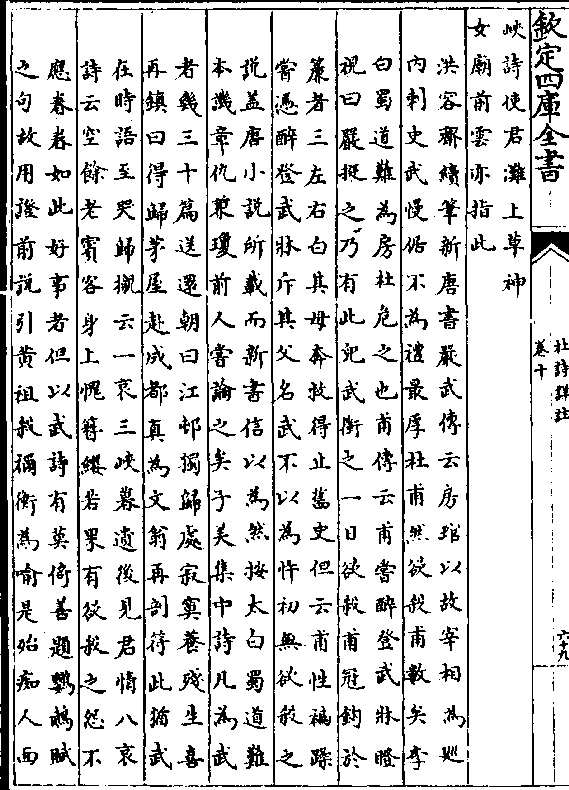 欽定四庫全書
杜詩詳註
卷十
六十九
峽詩使君灘上草神
女廟前雲亦指此
洪容齋續筆新唐書嚴武傳云房琯以故宰相為廵
内刺史武慢倨不為禮最厚杜甫然欲殺甫數矣李
白蜀道難為房杜危之也甫傳云甫嘗醉登武牀瞪
視曰嚴挺之乃有此兒武銜之一日欲殺甫冠鉤於
簾者三左右白其母奔救得止舊史但云甫性褊躁
嘗憑醉登武牀斥其父名武不以為忤初無欲殺之
說盖唐小說所載而新書信以為然按太白蜀道難
本譏章仇兼瓊前人嘗論之矣子美集中詩凡為武
者幾三十篇送還朝曰江邨獨歸處寂寞養殘生喜
再鎮曰得歸茅屋赴成都真為文翁再剖符此猶武
在時語至哭歸櫬云一哀三峽暮遺後見君情八哀
詩云空餘老賓客身上愧簪纓若果有欲殺之怨不
應眷眷如此好事者但以武詩有莫倚善題鸚鵡賦
之句故用證前說引黄祖殺禰衡為喻是殆痴人面